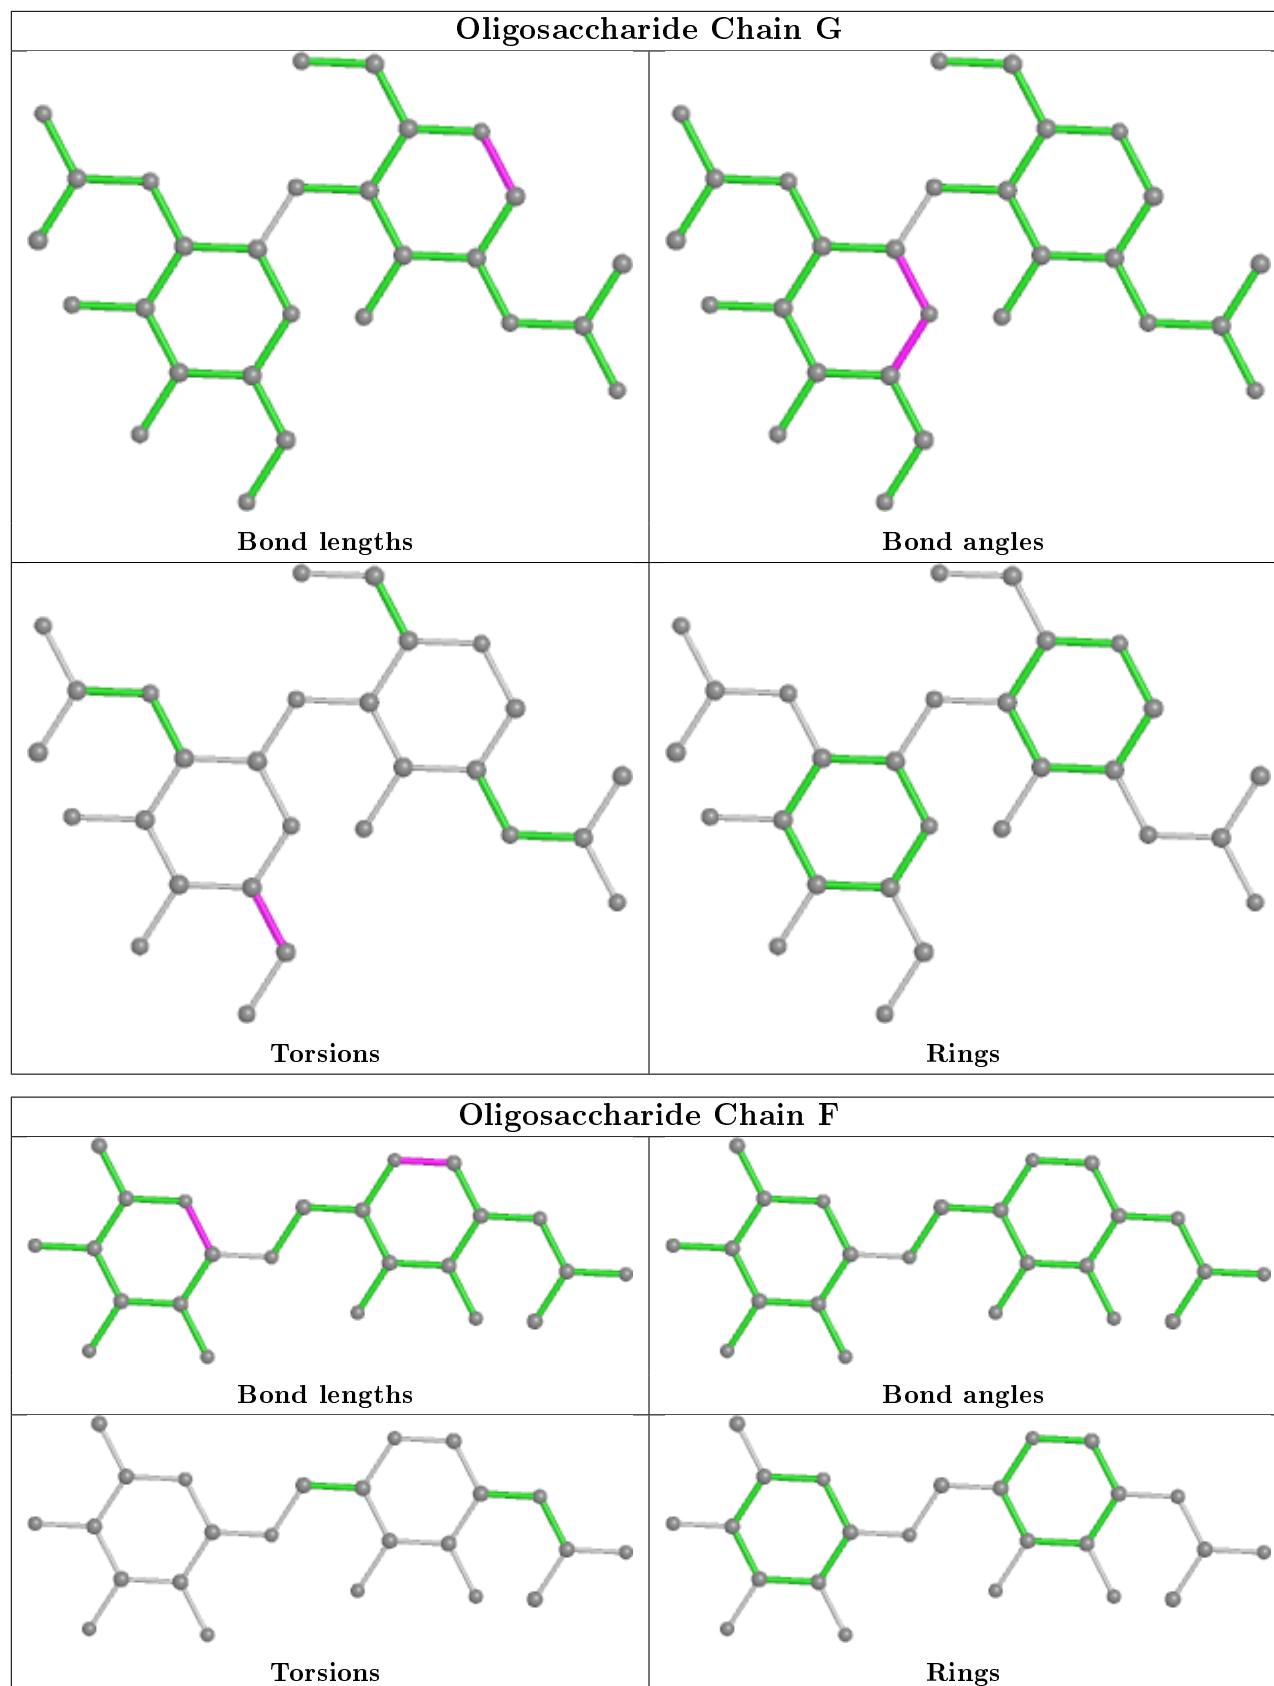 Oligosaccharide Chain G
Bond lengths
Bond angles
Torsions
Rings
Oligosaccharide Chain F
Bond lengths
Bond angles
Torsions
Rings